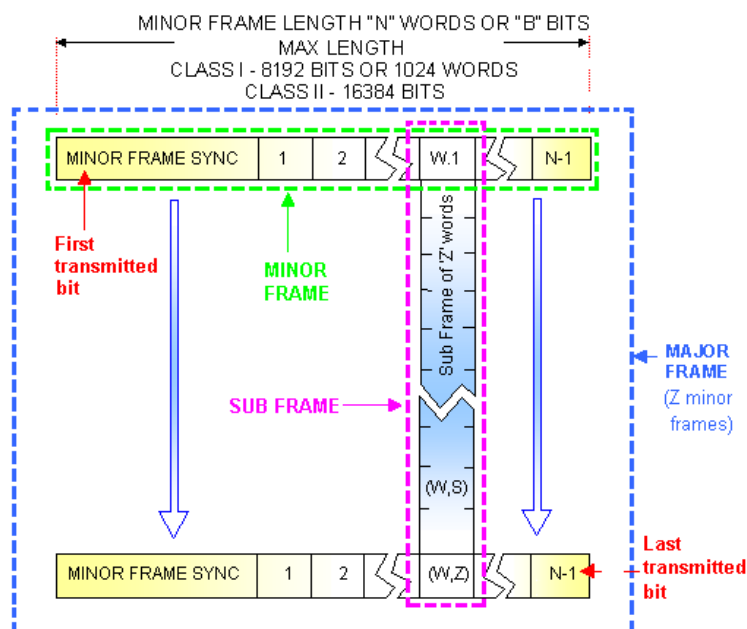 MINOR FRAME LENGTH "N" WORDS OR "B" BITS
MAX LENGTH
CLASS I - 8192 BITS OR 1024 WORDS
CLASS II - 16384 BITS
MINOR FRAME SYNC 1 2 W.1 N-1
First
transmitted
bit
MINOR
FRAME
Sub Frame of 'Z' words
MAJOR
FRAME
(Z minor
frames)
SUB FRAME
(W,S)
MINOR FRAME SYNC 1 2 (W,Z) N-1
Last
transmitted
bit